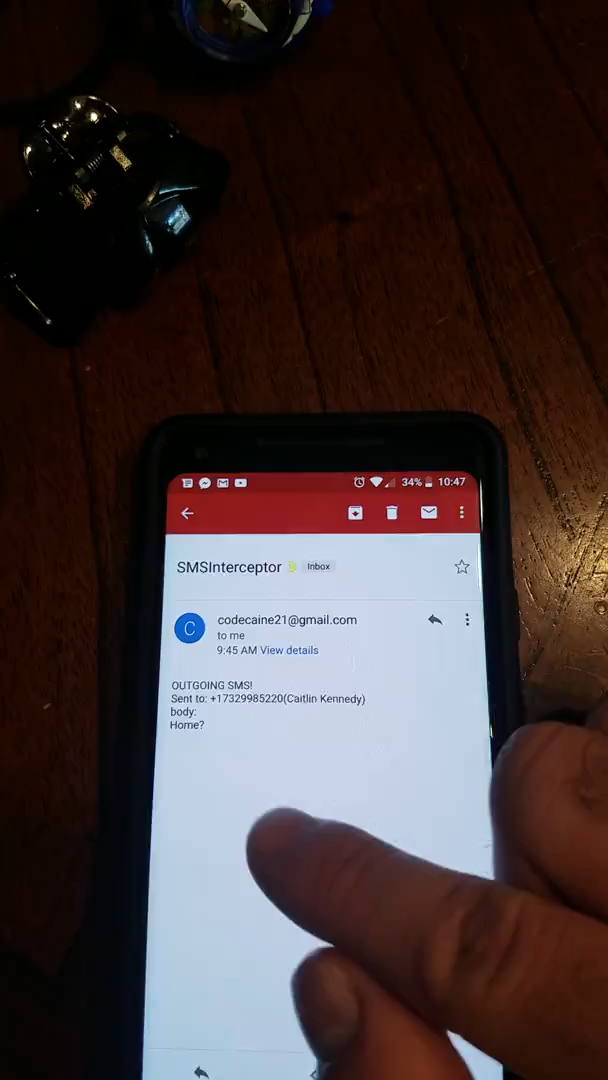 34% 10:47
SMSInterceptor Inbox
C
codecaine21@gmail.com
to me
9:45 AM View details
OUTGOING SMS!
Sent to: +17329985220(Caitlin Kennedy)
body:
Home?